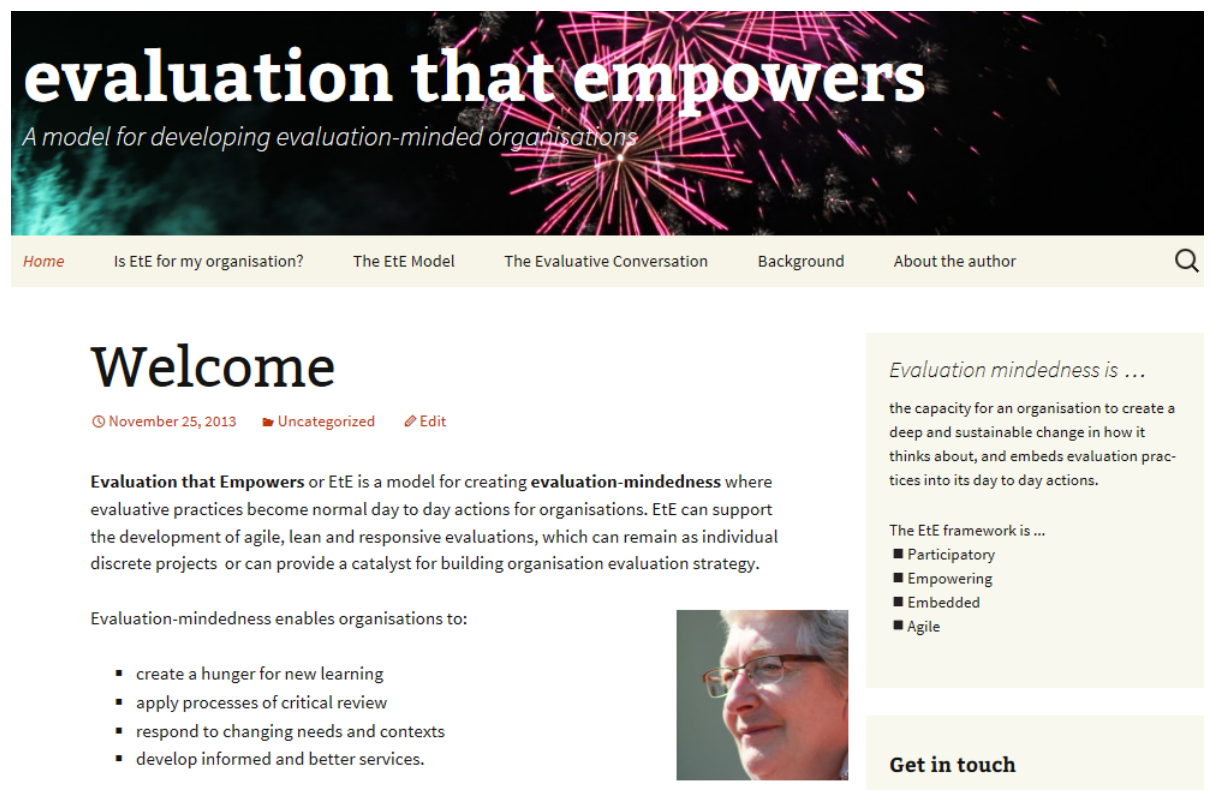 evaluation that empowers
A model for developing evaluation-minded organisations
Home Is EtE for my organisation? The EtE Model The Evaluative Conversation Background About the author
Welcome
November 25, 2013 Uncategorized Edit
Evaluation that Empowers or EtE is a model for creating evaluation-mindedness where
evaluative practices become normal day to day actions for organisations. EtE can support
the development of agile, lean and responsive evaluations, which can remain as individual
discrete projects or can provide a catalyst for building organisation evaluation strategy.
Evaluation-mindedness enables organisations to:
▪ create a hunger for new learning
▪ apply processes of critical review
▪ respond to changing needs and contexts
▪ develop informed and better services.
Evaluation mindedness is …
the capacity for an organisation to create a
deep and sustainable change in how it
thinks about, and embeds evaluation prac-
tices into its day to day actions.
The EtE framework is ...
■ Participatory
■ Empowering
■ Embedded
■ Agile
Get in touch